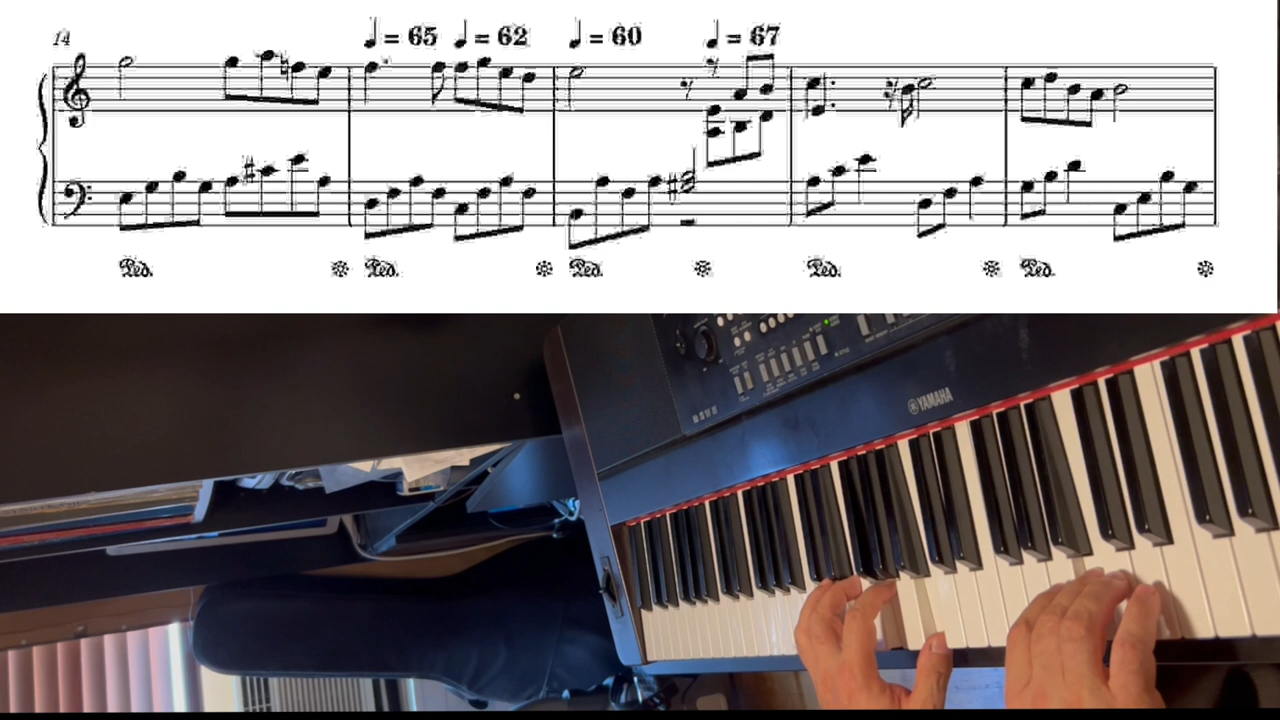 14
♩ = 65 ♩ = 62 ♩ = 60 ♩ = 67
Ped. Ped. Ped. Ped. Ped.
YAMAHA